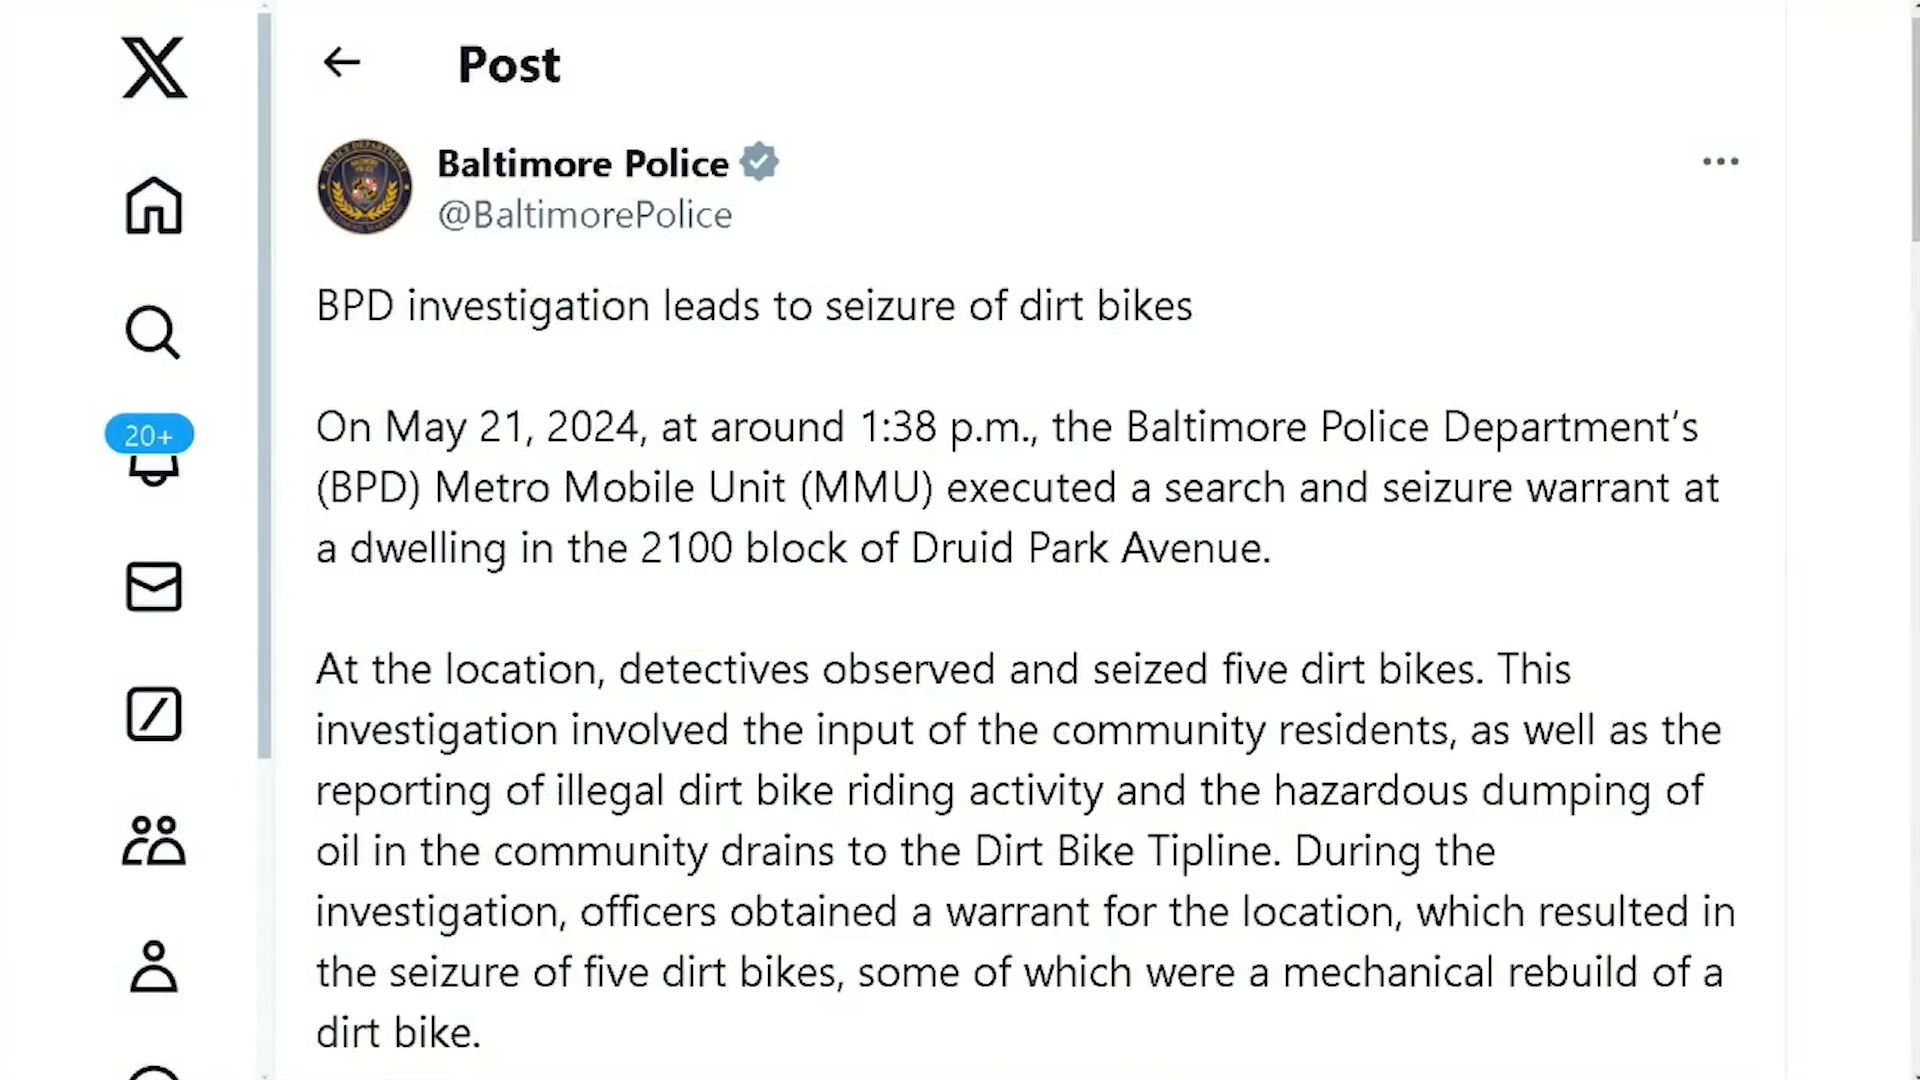 Post
Baltimore Police
@BaltimorePolice
BPD investigation leads to seizure of dirt bikes
20+
On May 21, 2024, at around 1:38 p.m., the Baltimore Police Department’s
(BPD) Metro Mobile Unit (MMU) executed a search and seizure warrant at
a dwelling in the 2100 block of Druid Park Avenue.
At the location, detectives observed and seized five dirt bikes. This
investigation involved the input of the community residents, as well as the
reporting of illegal dirt bike riding activity and the hazardous dumping of
oil in the community drains to the Dirt Bike Tipline. During the
investigation, officers obtained a warrant for the location, which resulted in
the seizure of five dirt bikes, some of which were a mechanical rebuild of a
dirt bike.